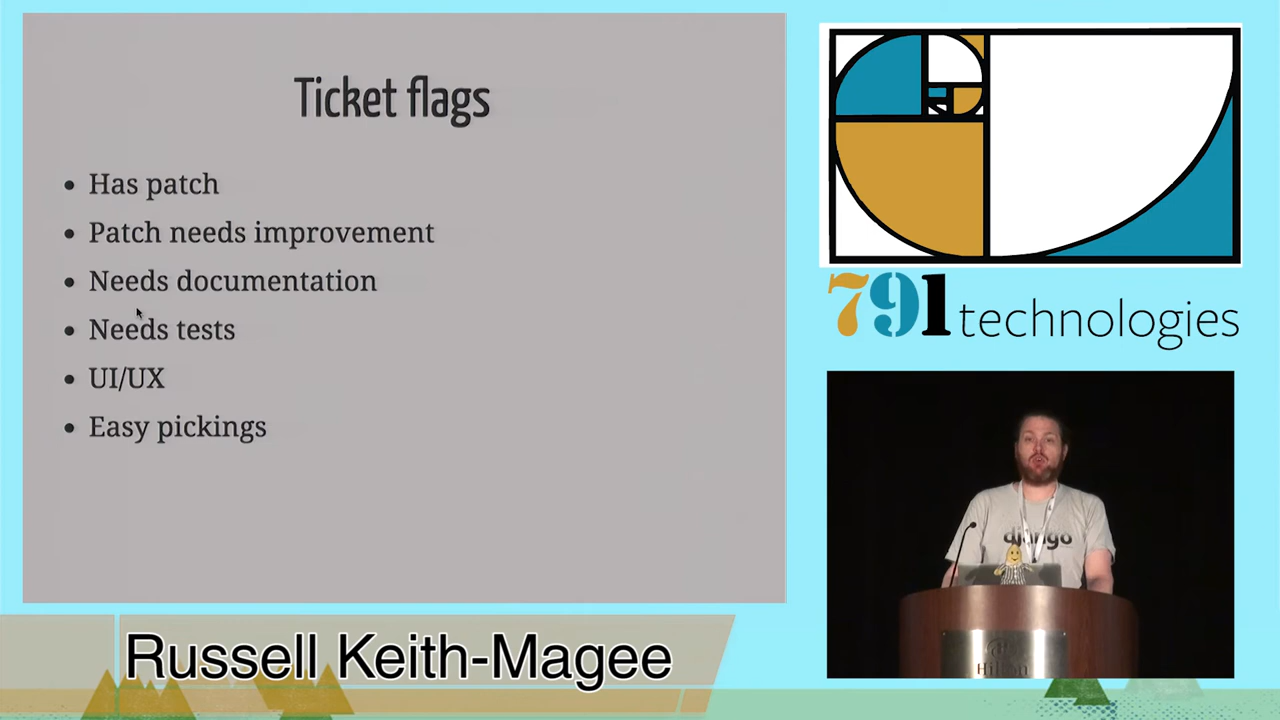 Ticket flags
Has patch
Patch needs improvement
Needs documentation
Needs tests
UI/UX
Easy pickings
791 technologies
django
Hilton
Russell Keith-Magee